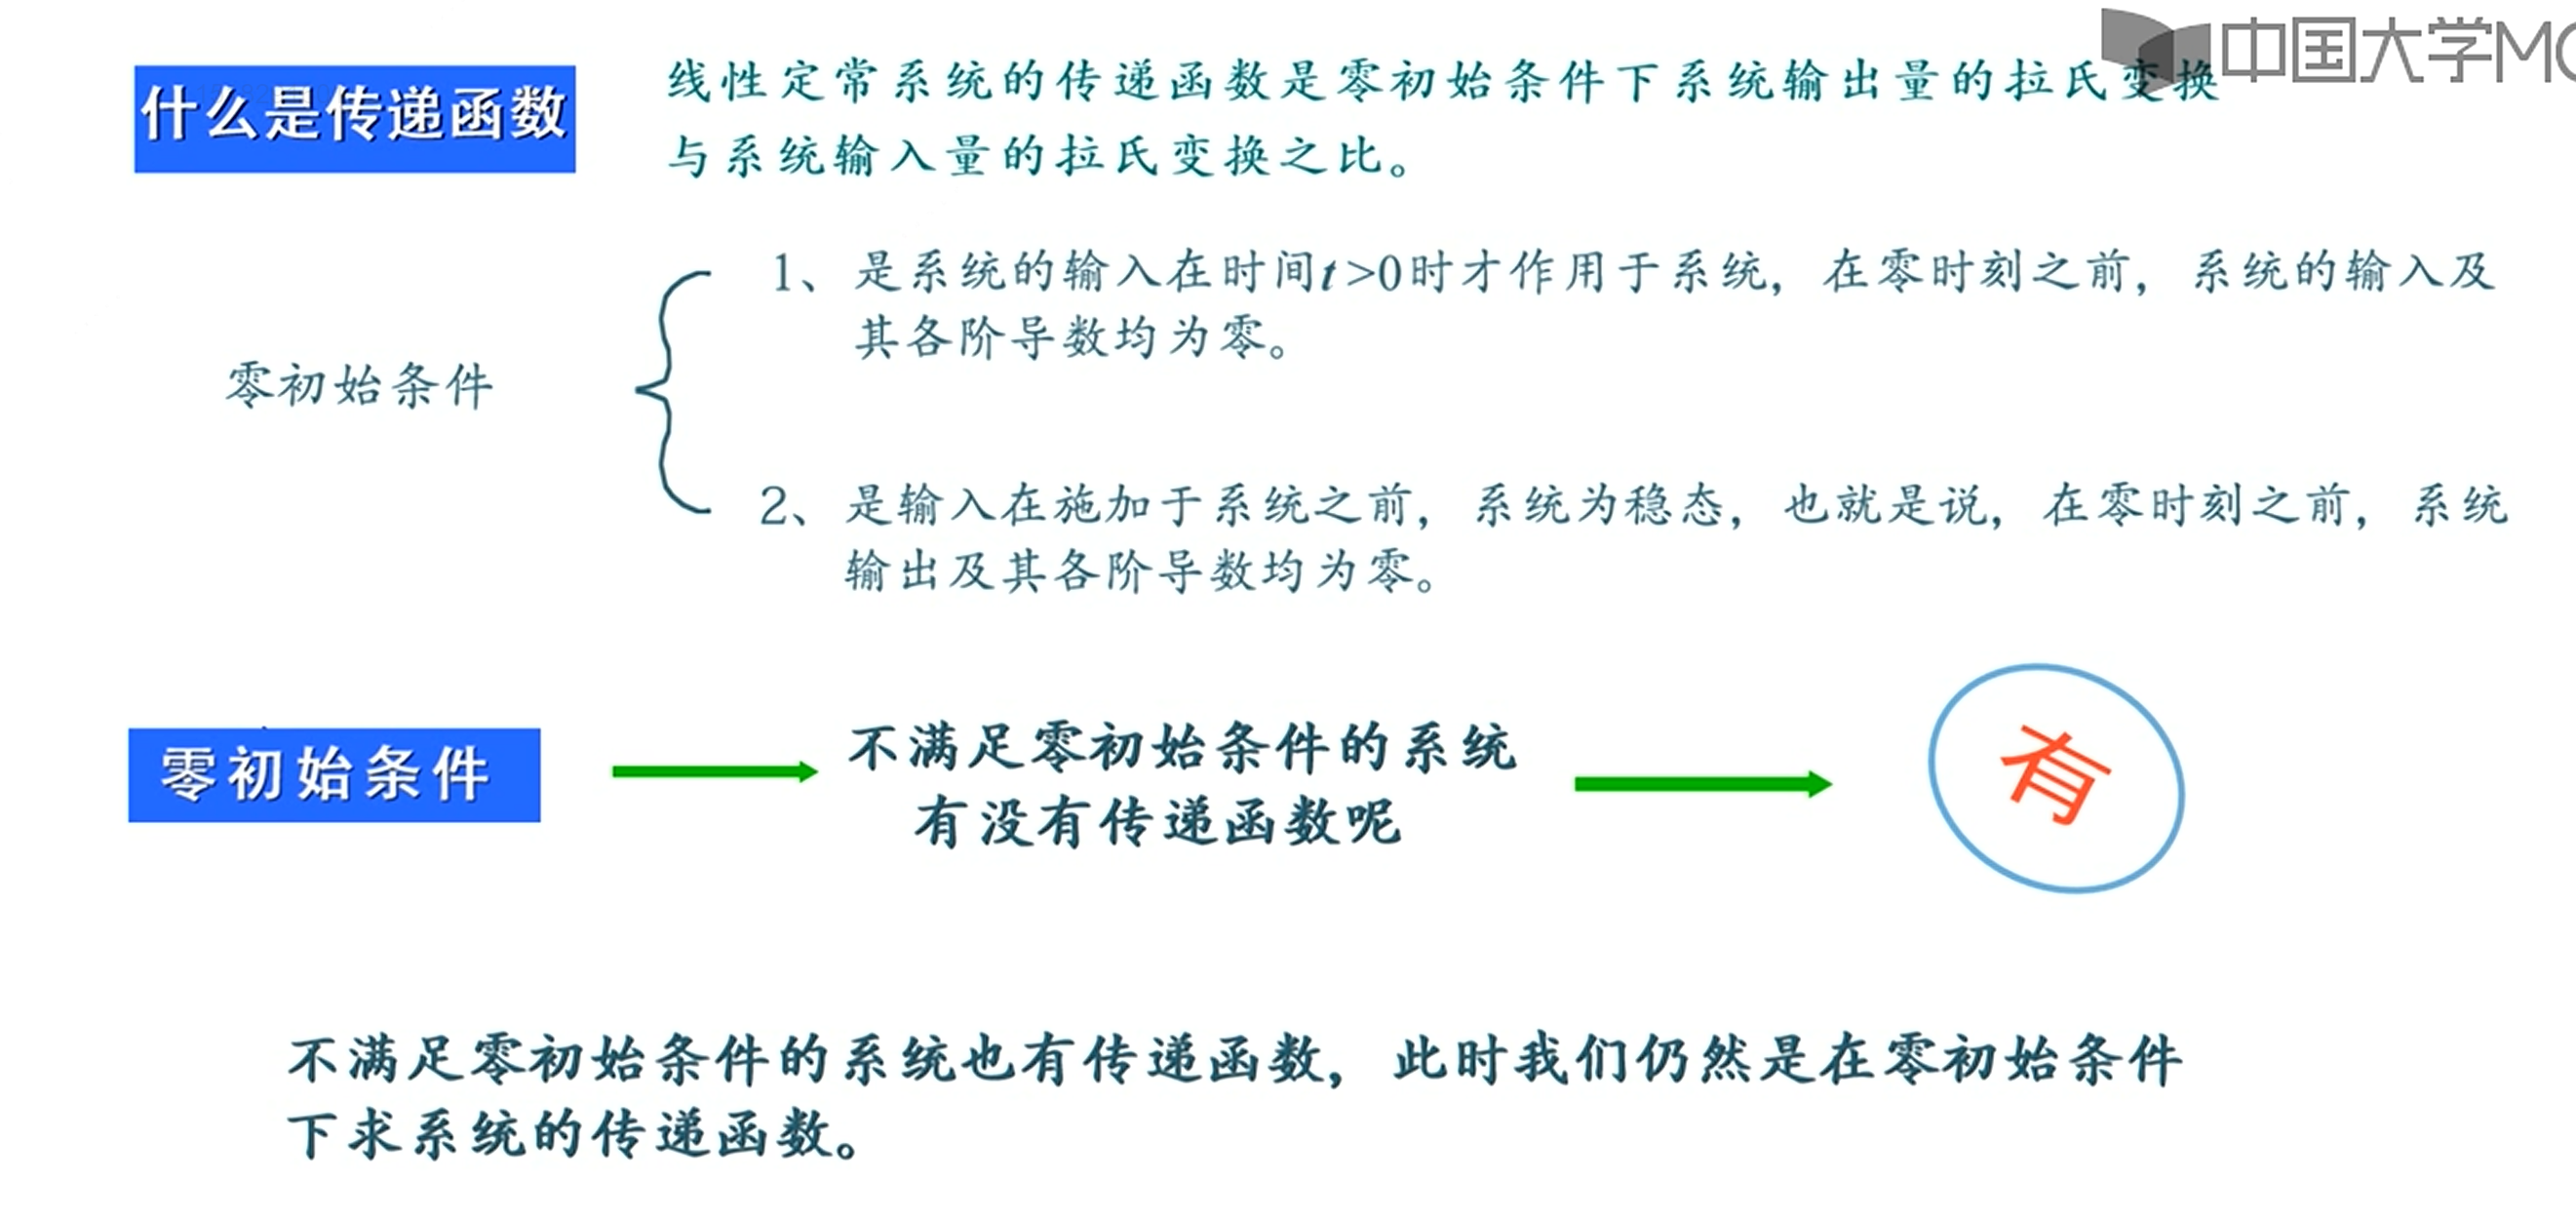 中国大学MO
什么是传递函数
线性定常系统的传递函数是零初始条件下系统输出量的拉氏变换
与系统输入量的拉氏变换之比。
1、是系统的输入在时间t>0时才作用于系统，在零时刻之前，系统的输入及
其各阶导数均为零。
零初始条件
2、是输入在施加于系统之前，系统为稳态，也就是说，在零时刻之前，系统
输出及其各阶导数均为零。
零初始条件
不满足零初始条件的系统
有没有传递函数呢
有
不满足零初始条件的系统也有传递函数，此时我们仍然是在零初始条件
下求系统的传递函数。